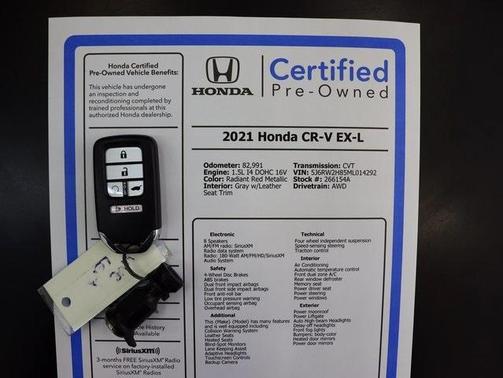 Honda Certified
Pre-Owned Vehicle Benefits:
This vehicle has undergone
an inspection and
reconditioning completed by
trained professionals at this
authorized Honda dealership.
HONDA
Certified
Pre-Owned
2021 Honda CR-V EX-L
Odometer: 82,991
Engine: 1.5L I4 DOHC 16V
Color: Radiant Red Metallic
Interior: Gray w/Leather
Seat Trim
Transmission: CVT
VIN: 5J6RW2H85ML014292
Stock #: 266154A
Drivetrain: AWD
Electronic
8 Speakers
AM/FM radio: SiriusXM
Radio data system
Radio: 180-Watt AM/FM/HD/SiriusXM
Audio System
Safety
4-Wheel Disc Brakes
ABS brakes
Dual front impact airbags
Dual front side impact airbags
Front anti-roll bar
Low tire pressure warning
Occupant sensing airbag
Overhead airbag
Additional
This (Make) (Model) has many features
and is well equipped including
Collision Warning System
Leather Seats
Heated Seats
Blind-Spot Monitors
Lane Keeping Assist
Adaptive Headlights
Touchscreen Controls
Backup Camera
Technical
Four wheel independent suspension
Speed-sensing steering
Traction control
Interior
Air Conditioning
Automatic temperature control
Front dual zone A/C
Rear window defroster
Memory seat
Power driver seat
Power steering
Power windows
Exterior
Power Liftgate
Auto High-beam Headlights
Delay-off headlights
Front fog lights
Bumpers: body-color
Heated door mirrors
Power door mirrors
HOLD
History
Available
SiriusXM
3-months FREE SiriusXM Radio
service on factory-installed
SiriusXM Radios